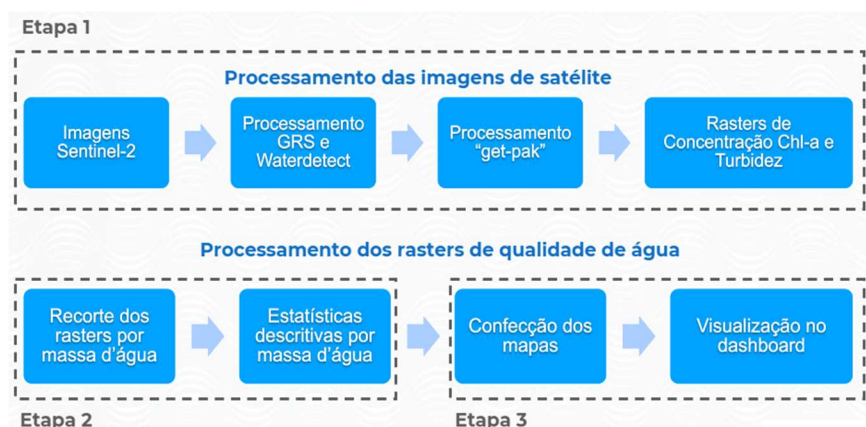 Etapa 1
Processamento das imagens de satélite
Imagens
Sentinel-2
Processamento
GRS e
Waterdetect
Processamento
"get-pak"
Rasters de
Concentração Chl-a e
Turbidez
Processamento dos rasters de qualidade de água
Recorte dos
rasters por
massa d'água
Estatísticas
descritivas por
massa d'água
Confecção dos
mapas
Visualização no
dashboard
Etapa 2
Etapa 3